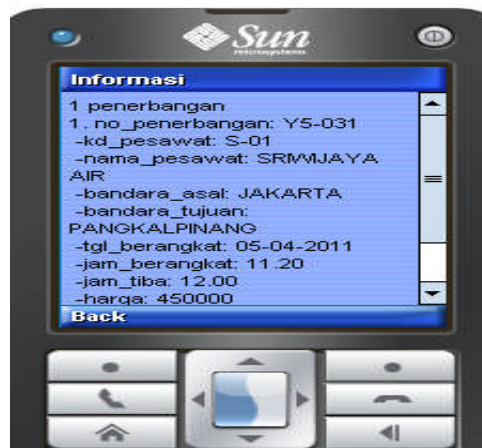 Sun
microsystems
Informasi
1 penerbangan
1. no_penerbangan: Y5-031
-kd_pesawat: S-01
-nama_pesawat: SRIWIJAYA
AIR
-bandara_asal: JAKARTA
-bandara_tujuan:
PANGKALPINANG
-tgl_berangkat: 05-04-2011
-jam_berangkat: 11.20
-jam_tiba: 12.00
-harga: 450000
Back